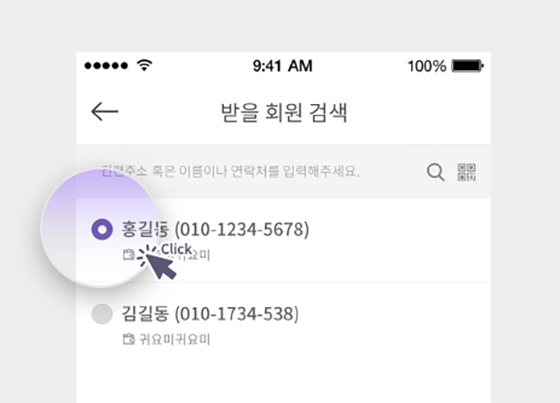 9:41 AM 100%
받을 회원 검색
간편주소 혹은 이름이나 연락처를 입력해주세요.
홍길동 (010-1234-5678)
Click
귀요미
김길동 (010-1734-538)
귀요미귀요미